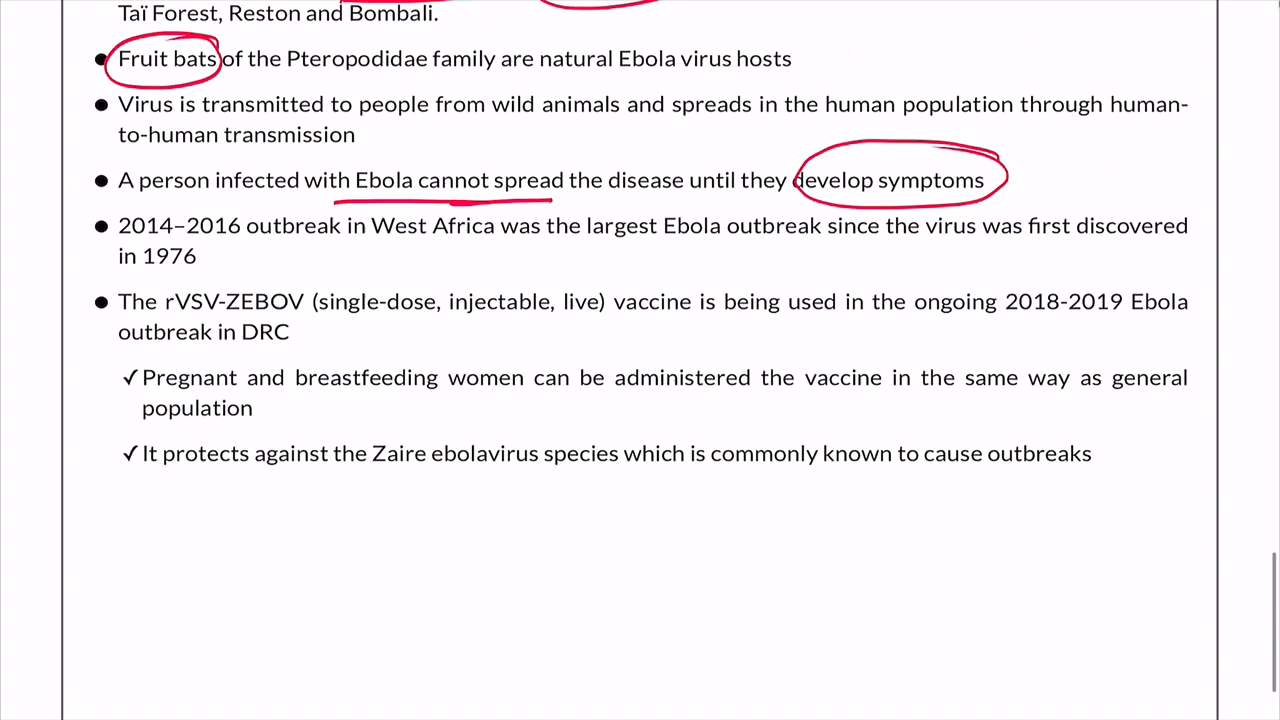 Taï Forest, Reston and Bombali.
● Fruit bats of the Pteropodidae family are natural Ebola virus hosts
● Virus is transmitted to people from wild animals and spreads in the human population through human-
to-human transmission
● A person infected with Ebola cannot spread the disease until they develop symptoms
● 2014–2016 outbreak in West Africa was the largest Ebola outbreak since the virus was first discovered
in 1976
● The rVSV-ZEBOV (single-dose, injectable, live) vaccine is being used in the ongoing 2018-2019 Ebola
outbreak in DRC
✓ Pregnant and breastfeeding women can be administered the vaccine in the same way as general
population
✓ It protects against the Zaire ebolavirus species which is commonly known to cause outbreaks